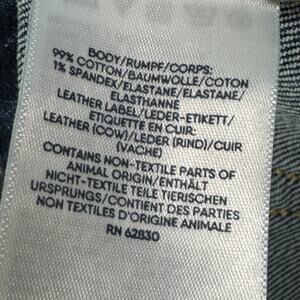 BODY/RUMPF/CORPS:
99% COTTON/BAUMWOLLE/COTON
1% SPANDEX/ELASTANE/ELASTANE/
ELASTHANNE
LEATHER LABEL/LEDER-ETIKETT/
ETIQUETTE EN CUIR:
LEATHER (COW)/LEDER (RIND)/CUIR
(VACHE)
CONTAINS NON-TEXTILE PARTS OF
ANIMAL ORIGIN/ENTHÄLT
NICHT-TEXTILE TEILE TIERISCHEN
URSPRUNGS/CONTIENT DES PARTIES
NON TEXTILES D'ORIGINE ANIMALE
RN 62830